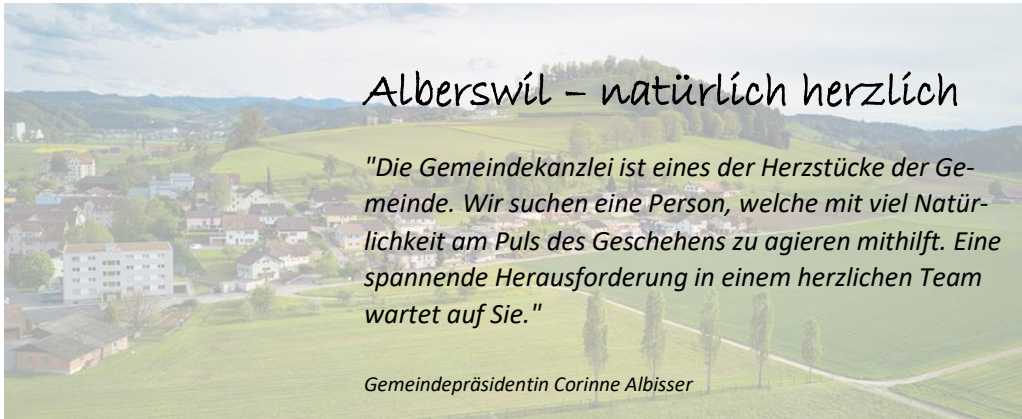 Alberswil – natürlich herzlich
"Die Gemeindekanzlei ist eines der Herzstücke der Ge-
meinde. Wir suchen eine Person, welche mit viel Natür-
lichkeit am Puls des Geschehens zu agieren mithilft. Eine
spannende Herausforderung in einem herzlichen Team
wartet auf Sie."
Gemeindepräsidentin Corinne Albisser